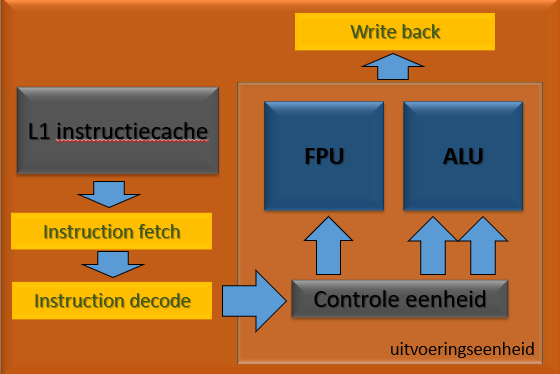 Write back
L1 instructiecache
FPU
ALU
Instruction fetch
Instruction decode
Controle eenheid
uitvoeringseenheid